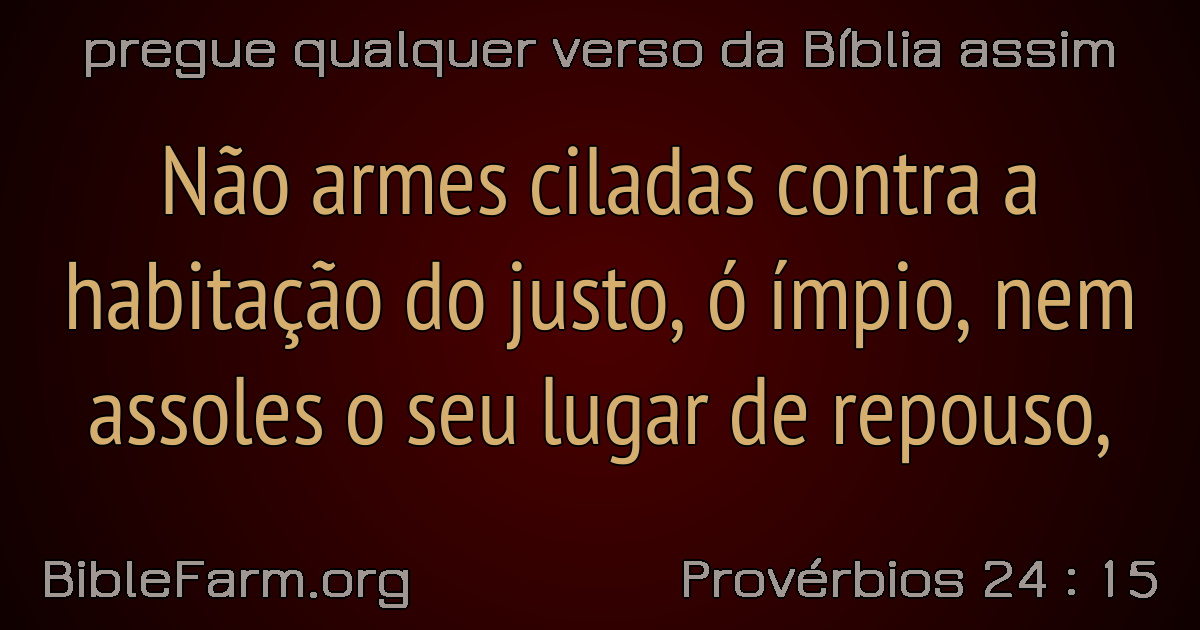 pregue qualquer verso da Bíblia assim
Não armes ciladas contra a
habitação do justo, ó ímpio, nem
assoles o seu lugar de repouso,
BibleFarm.org
Provérbios 24 : 15